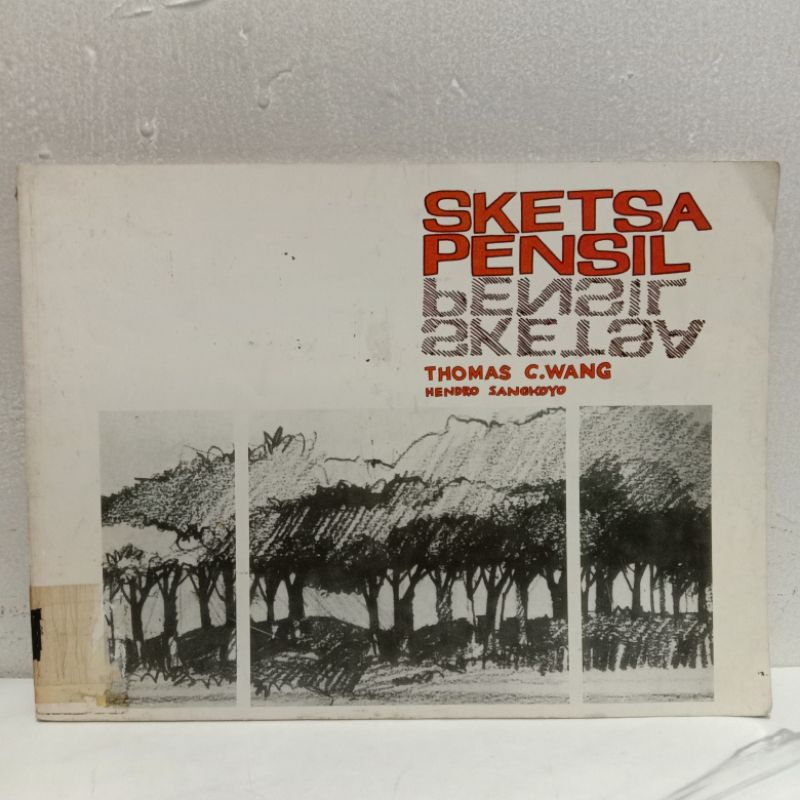 SKETSA
PENSIL
PENSIL
SKETSA
THOMAS C.WANG
HENDRO SANGKOYO